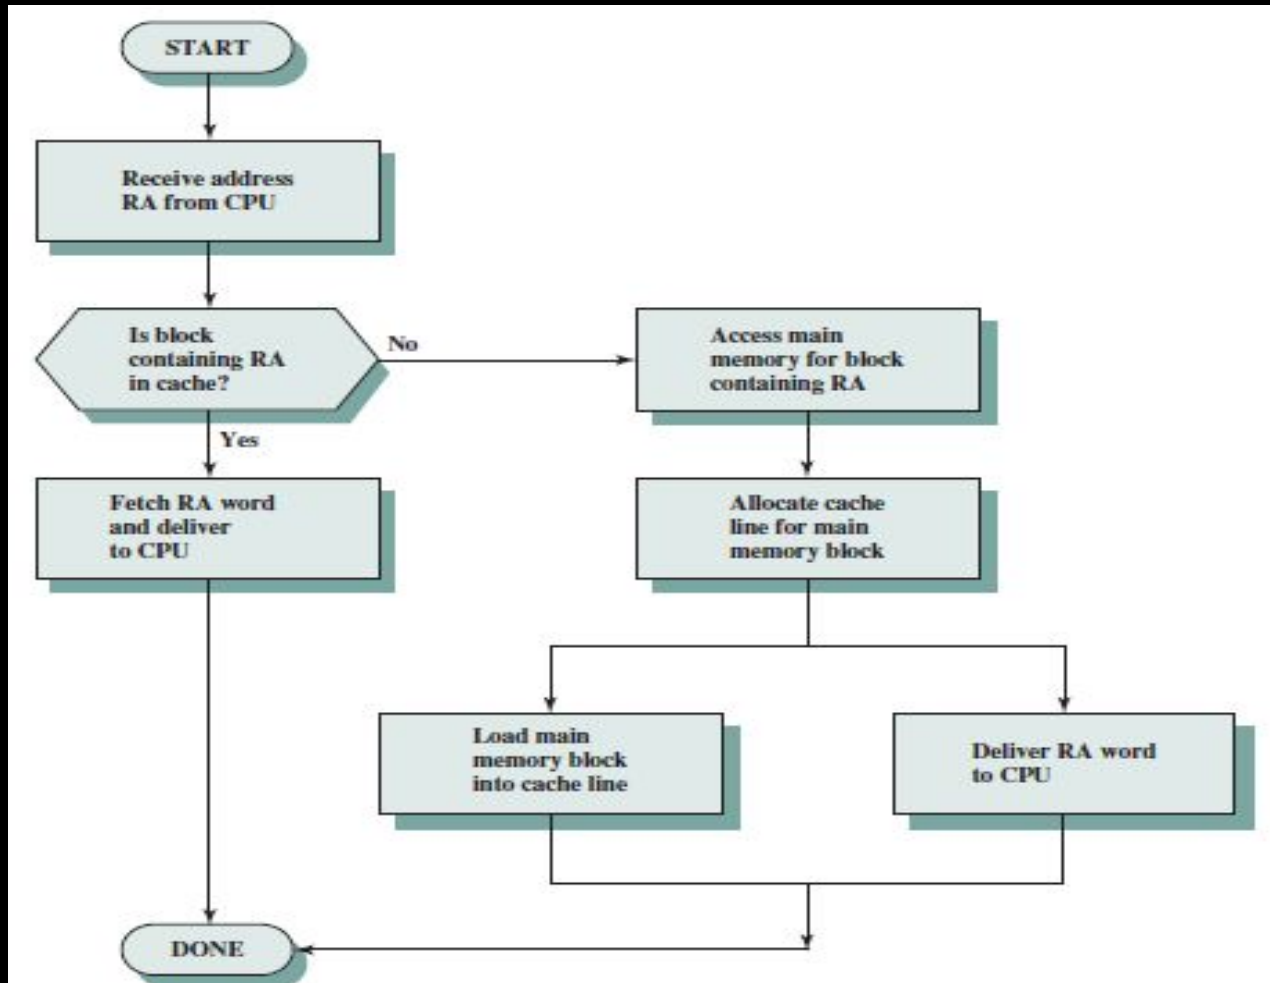 START
Receive address
RA from CPU
Is block
containing RA
in cache?
No
Access main
memory for block
containing RA
Yes
Fetch RA word
and deliver
to CPU
Allocate cache
line for main
memory block
Load main
memory block
into cache line
Deliver RA word
to CPU
DONE